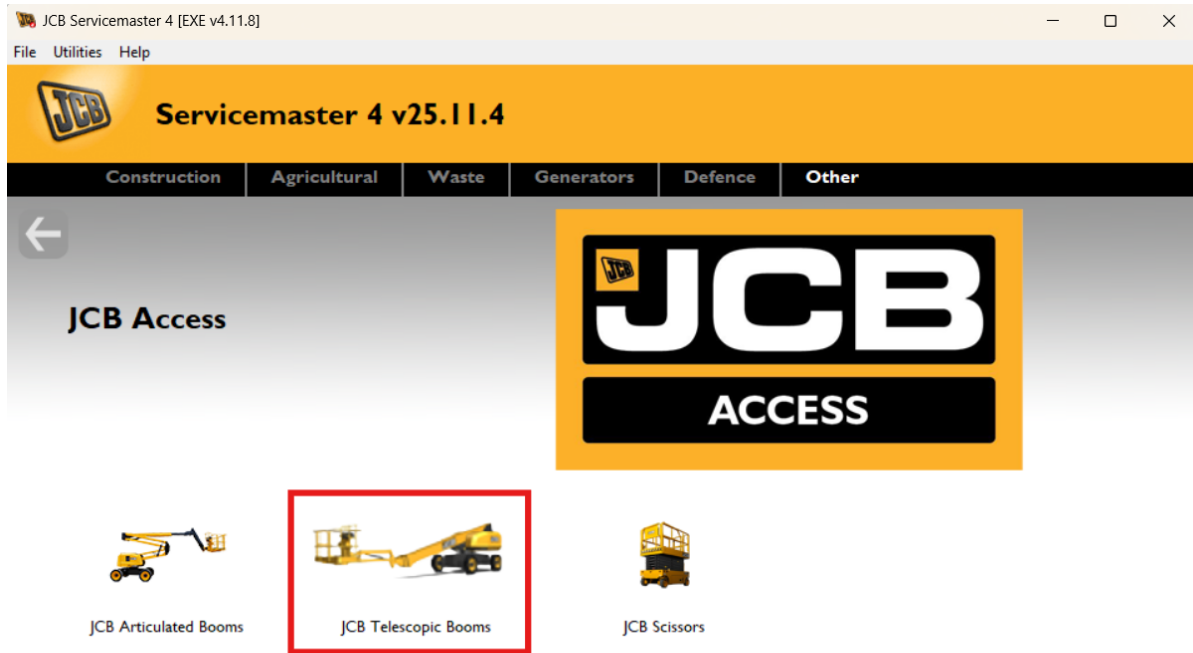 JCB Servicemaster 4 [EXE v4.11.8]
File Utilities Help
JCB Servicemaster 4 v25.11.4
Construction Agricultural Waste Generators Defence Other
JCB Access
JCB
ACCESS
JCB Articulated Booms JCB Telescopic Booms JCB Scissors